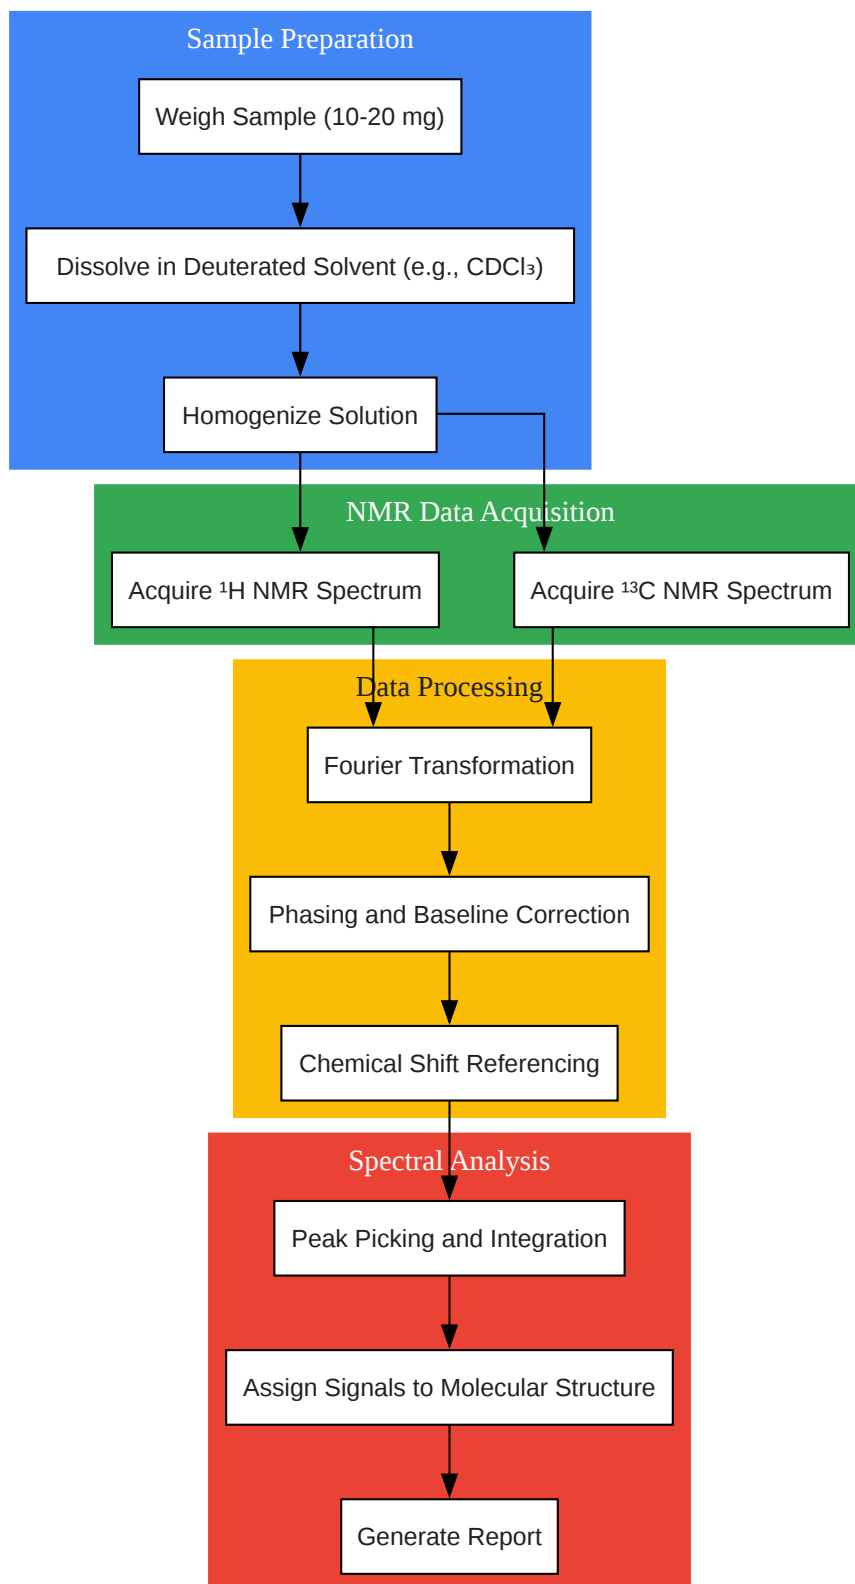 Sample Preparation
Weigh Sample (10-20 mg)
Dissolve in Deuterated Solvent (e.g., CDCl₃)
Homogenize Solution
NMR Data Acquisition
Acquire ¹H NMR Spectrum
Acquire ¹³C NMR Spectrum
Data Processing
Fourier Transformation
Phasing and Baseline Correction
Chemical Shift Referencing
Spectral Analysis
Peak Picking and Integration
Assign Signals to Molecular Structure
Generate Report